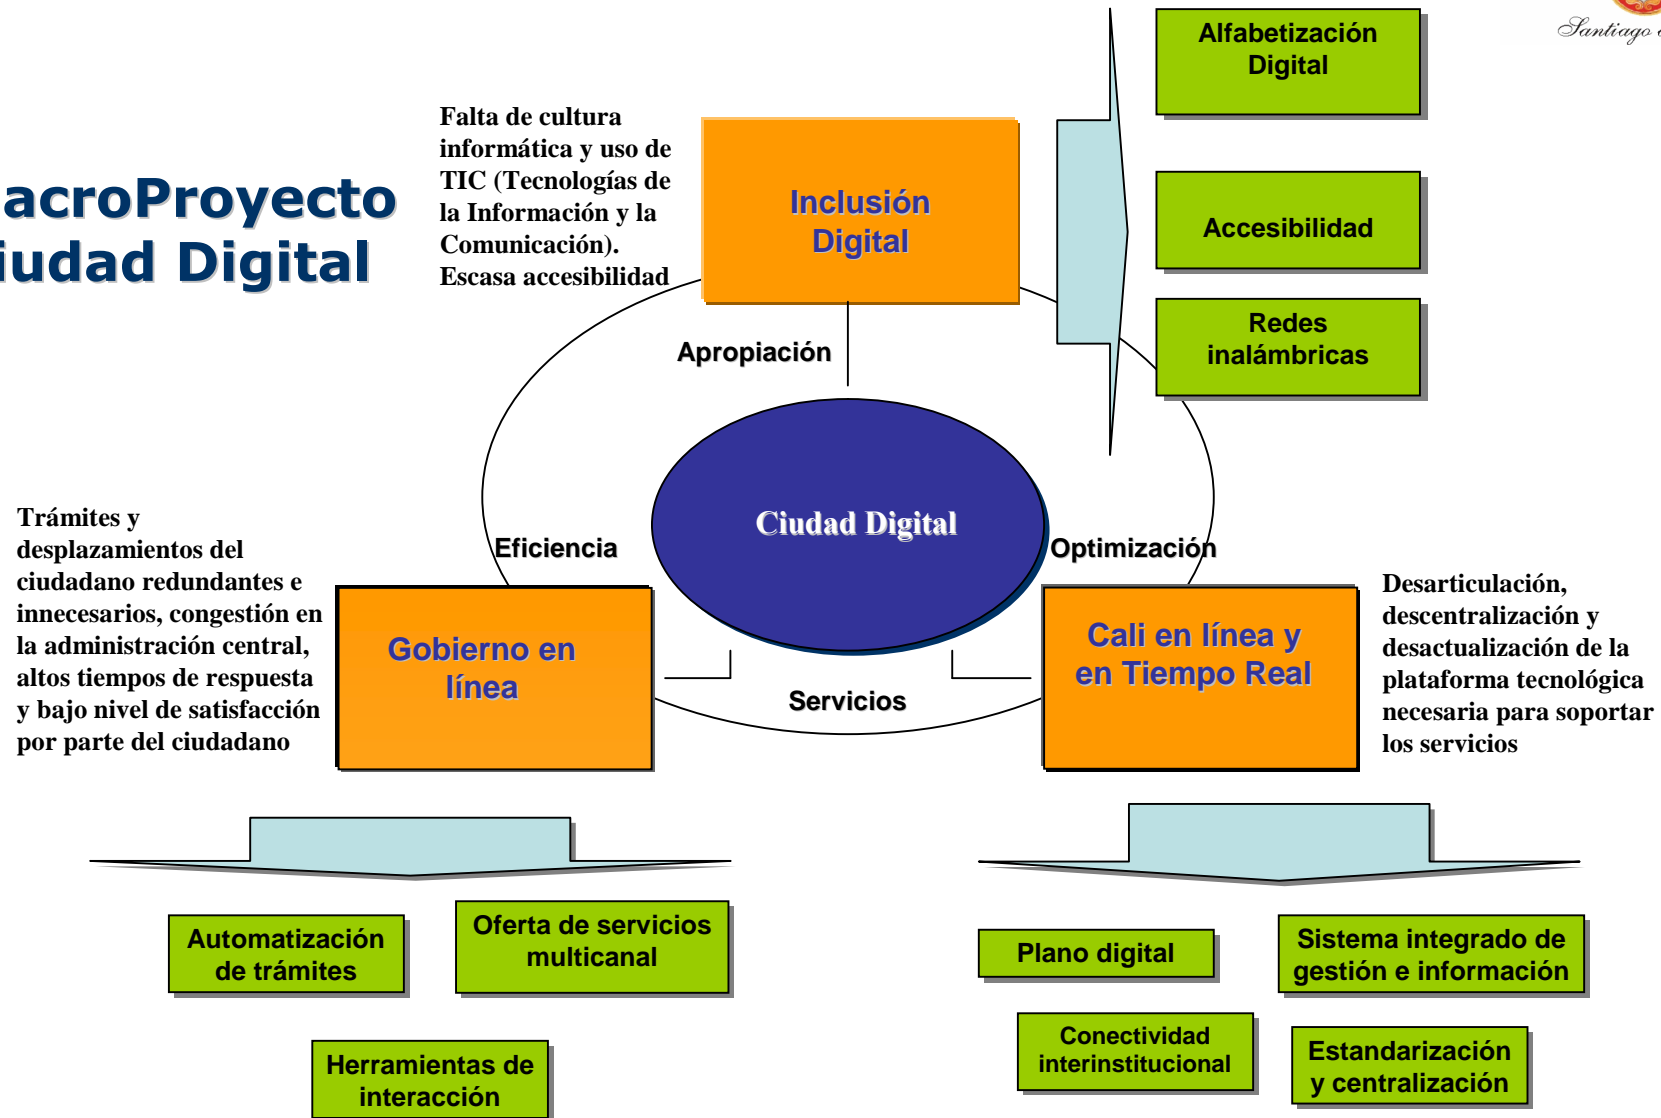 Santiago
Alfabetización
Digital
Falta de cultura
informática y uso de
TIC (Tecnologías de
la Información y la
Comunicación).
Escasa accesibilidad
acroProyecto
iudad Digital
Inclusión
Digital
Accesibilidad
Redes
inalámbricas
Apropiación
Ciudad Digital
Trámites y
desplazamientos del
ciudadano redundantes e
innecesarios, congestión en
la administración central,
altos tiempos de respuesta
y bajo nivel de satisfacción
por parte del ciudadano
Eficiencia
Optimización
Gobierno en
línea
Servicios
Cali en línea y
en Tiempo Real
Desarticulación,
descentralización y
desactualización de la
plataforma tecnológica
necesaria para soportar
los servicios
Automatización
de trámites
Oferta de servicios
multicanal
Herramientas de
interacción
Plano digital
Sistema integrado de
gestión e información
Conectividad
interinstitucional
Estandarización
y centralización